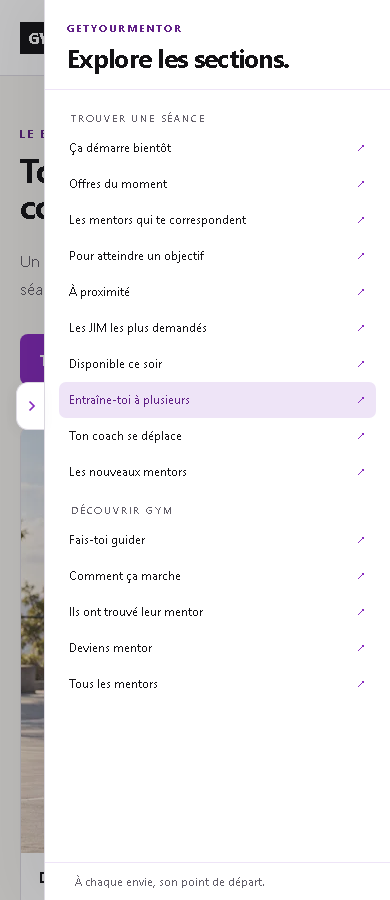 GETYOURMENTOR
Explore les sections.
TROUVER UNE SÉANCE
Ça démarre bientôt
Offres du moment
Les mentors qui te correspondent
Pour atteindre un objectif
À proximité
Les JIM les plus demandés
Disponible ce soir
Entraîne-toi à plusieurs
Ton coach se déplace
Les nouveaux mentors
DÉCOUVRIR GYM
Fais-toi guider
Comment ça marche
Ils ont trouvé leur mentor
Deviens mentor
Tous les mentors
À chaque envie, son point de départ.